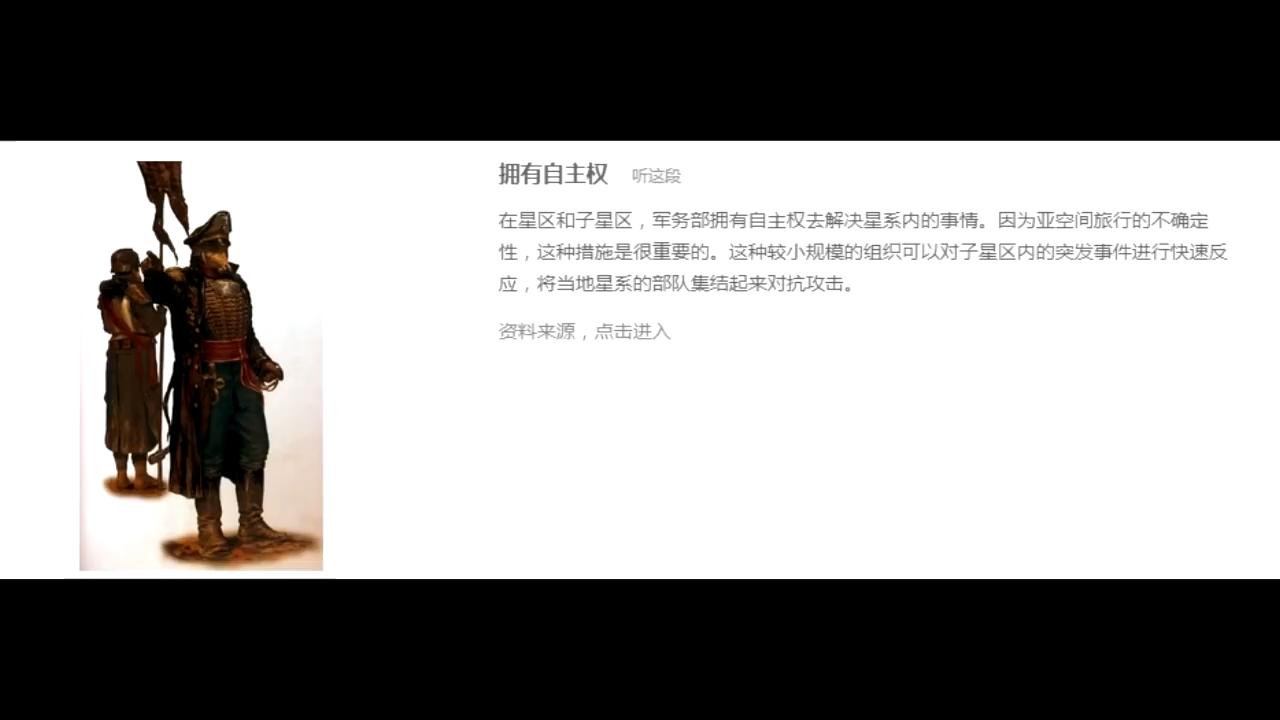 拥有自主权 听这段
在星区和子星区，军务部拥有自主权去解决星系内的事情。因为亚空间旅行的不确定
性，这种措施是很重要的。这种较小规模的组织可以对子星区内的突发事件进行快速反
应，将当地星系的部队集结起来对抗攻击。
资料来源，点击进入